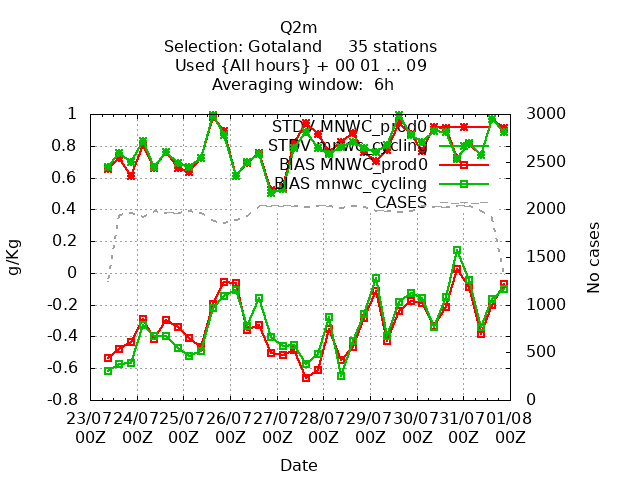 Q2m
Selection: Gotaland 35 stations
Used {All hours} + 00 01 ... 09
Averaging window: 6h
STDV MNWC_prod0
STDV mnwc_cycling
BIAS MNWC_prod0
BIAS mnwc_cycling
CASES
1
0.8
0.6
0.4
0.2
0
-0.2
-0.4
-0.6
-0.8
g/Kg
3000
2500
2000
1500
1000
500
0
No cases
23/07 24/07 25/07 26/07 27/07 28/07 29/07 30/07 31/07 01/08
00Z 00Z 00Z 00Z 00Z 00Z 00Z 00Z 00Z 00Z
Date